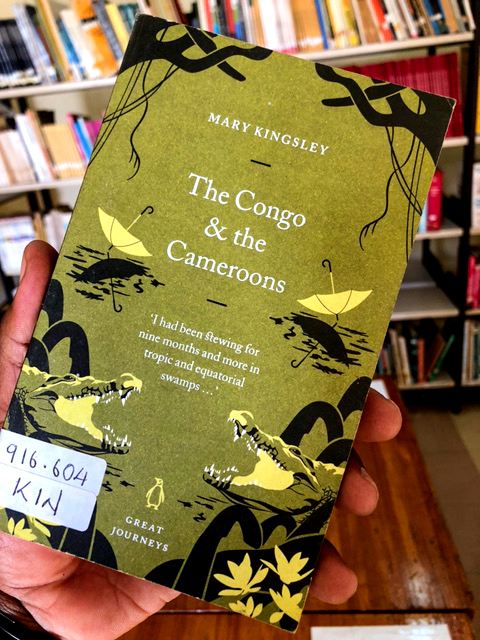 MARY KINGSLEY
The Congo
& the
Cameroons
‘I had been stewing for
nine months and more in
tropic and equatorial
swamps ...’
916.604
KIN
GREAT
JOURNEYS